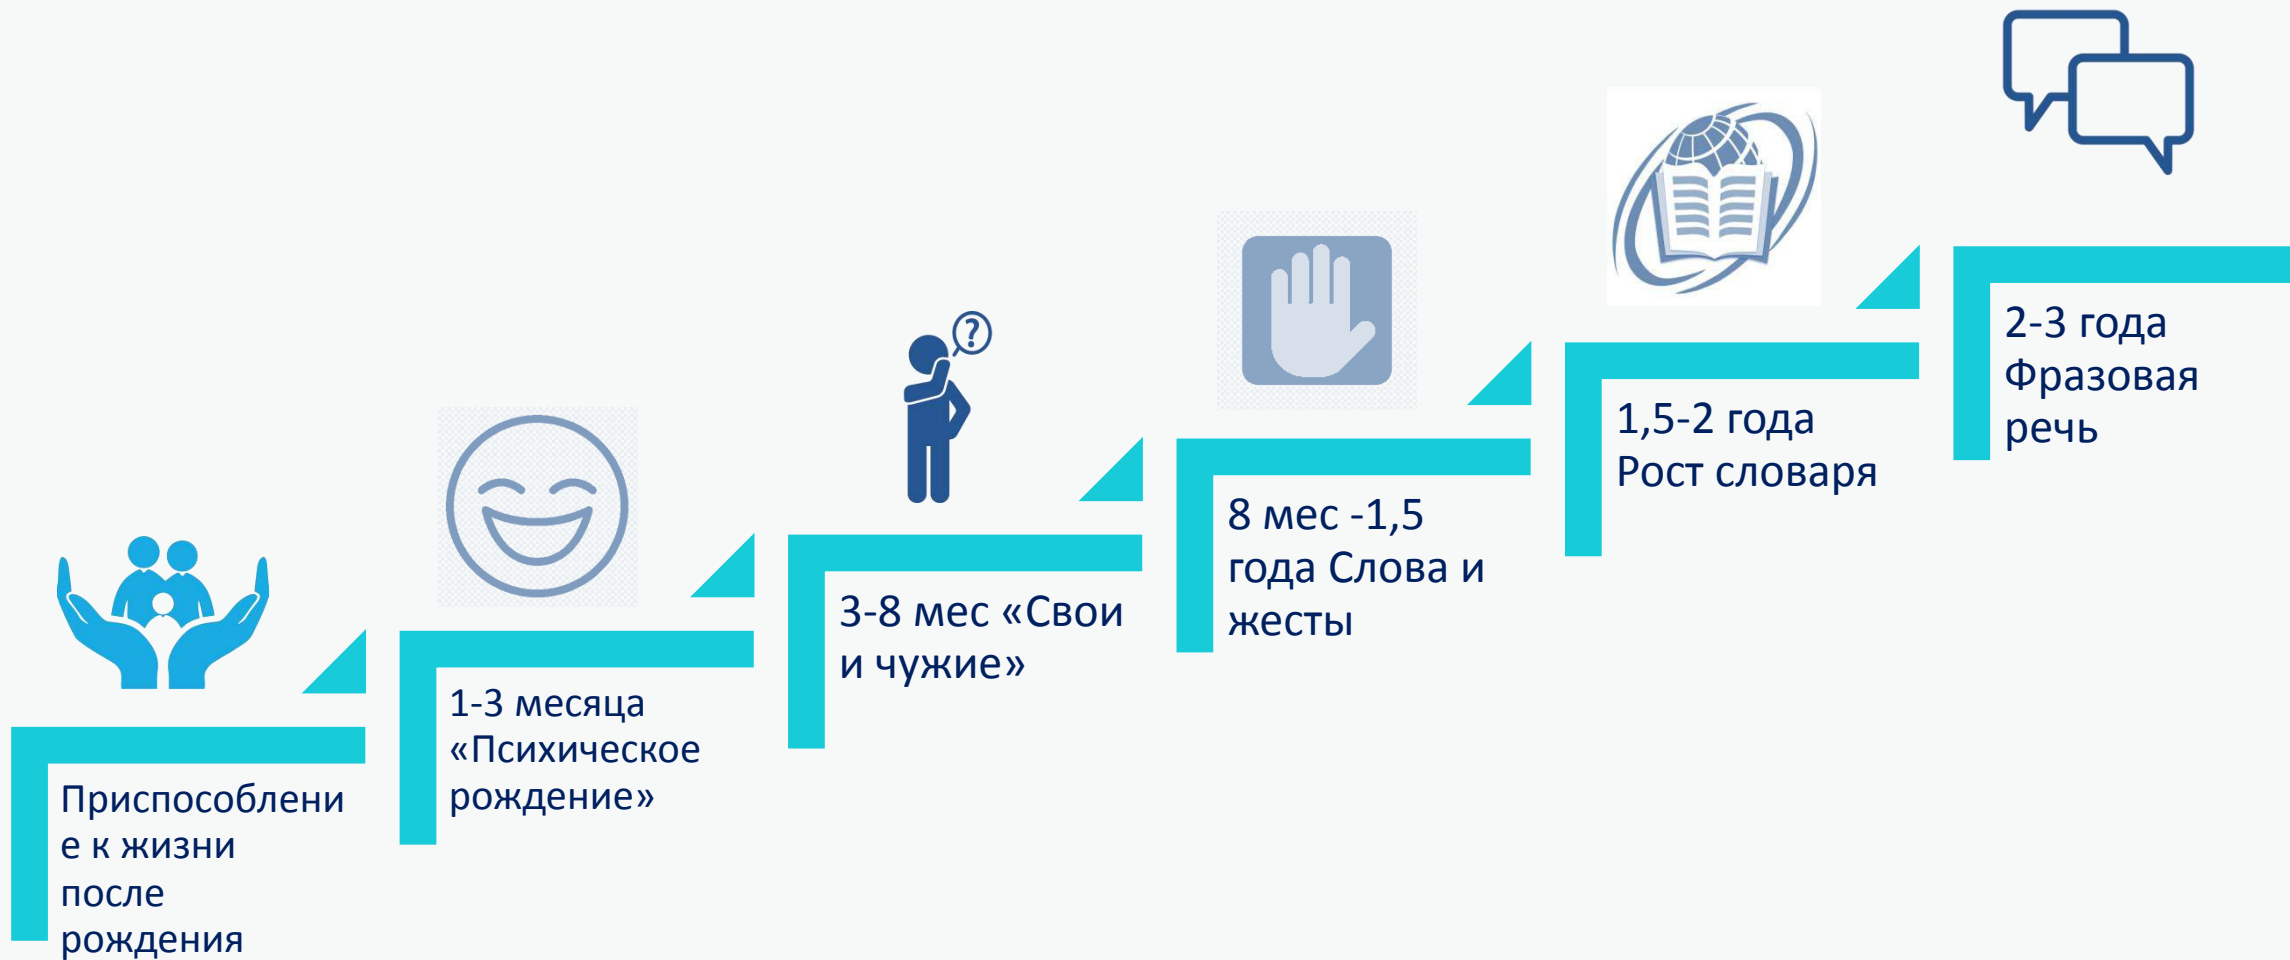 Приспособлени
е к жизни
после
рождения
1-3 месяца
«Психическое
рождение»
3-8 мес «Свои
и чужие»
?
8 мес -1,5
года Слова и
жесты
1,5-2 года
Рост словаря
2-3 года
Фразовая
речь